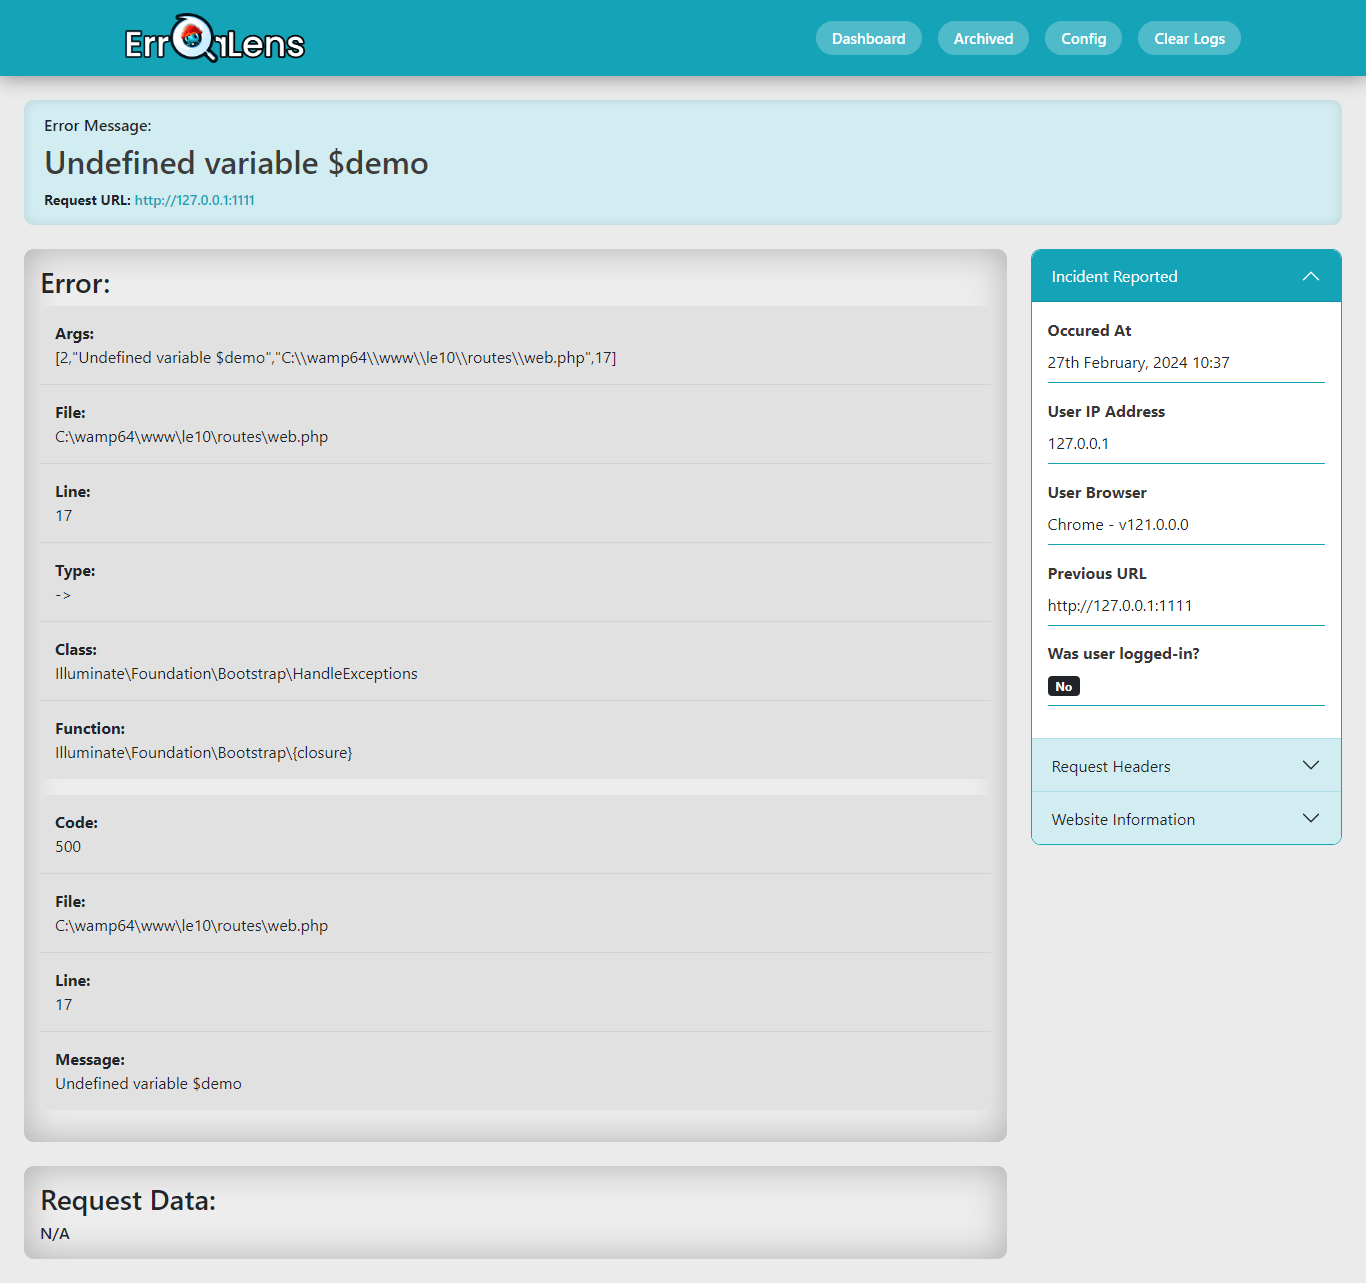 ErrOrLens
Dashboard
Archived
Config
Clear Logs
Error Message:
Undefined variable $demo
Request URL: http://127.0.0.1:1111
Error:
Args:
[2,"Undefined variable $demo","C:\\wamp64\\www\\le10\\routes\\web.php",17]
File:
C:\wamp64\www\le10\routes\web.php
Line:
17
Type:
->
Class:
Illuminate\Foundation\Bootstrap\HandleExceptions
Function:
Illuminate\Foundation\Bootstrap\{closure}
Code:
500
File:
C:\wamp64\www\le10\routes\web.php
Line:
17
Message:
Undefined variable $demo
Request Data:
N/A
Incident Reported
Occured At
27th February, 2024 10:37
User IP Address
127.0.0.1
User Browser
Chrome - v121.0.0.0
Previous URL
http://127.0.0.1:1111
Was user logged-in?
No
Request Headers
Website Information